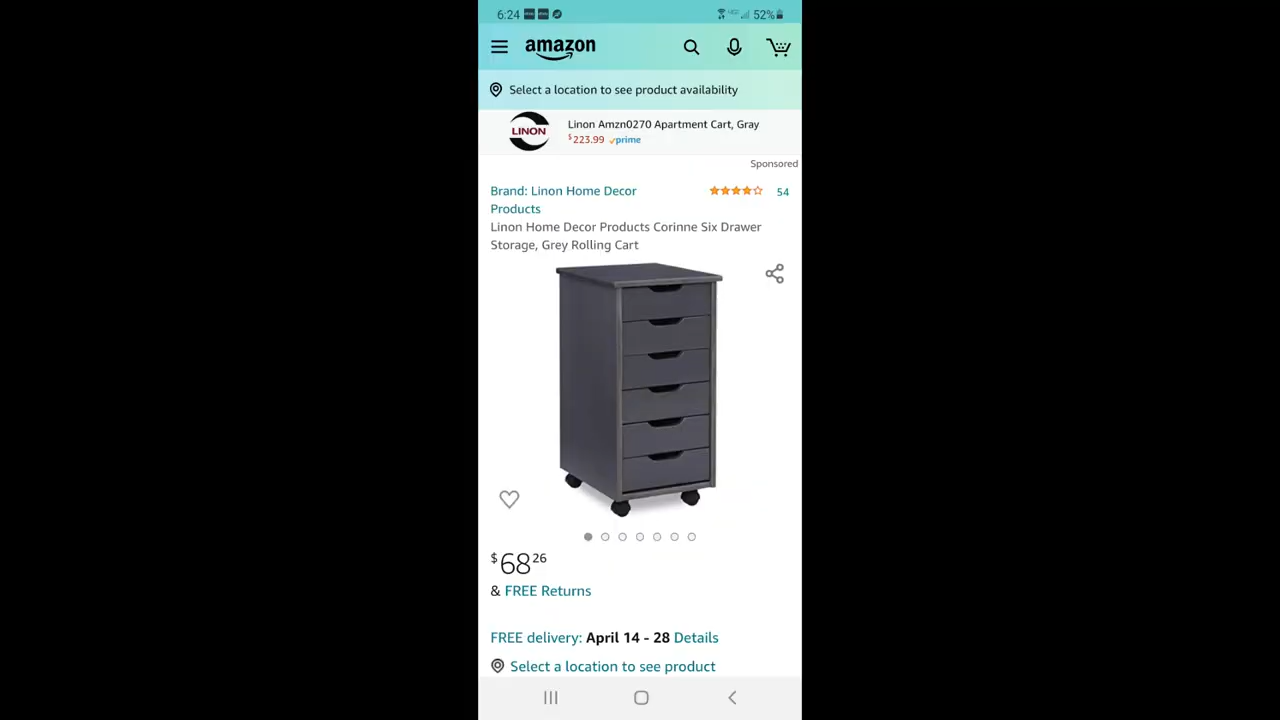 6:24
52%
amazon
Select a location to see product availability
LINON
Linon Amzn0270 Apartment Cart, Gray
$223.99 prime
Sponsored
Brand: Linon Home Decor
Products
54
Linon Home Decor Products Corinne Six Drawer
Storage, Grey Rolling Cart
$68 26
& FREE Returns
FREE delivery: April 14 - 28 Details
Select a location to see product